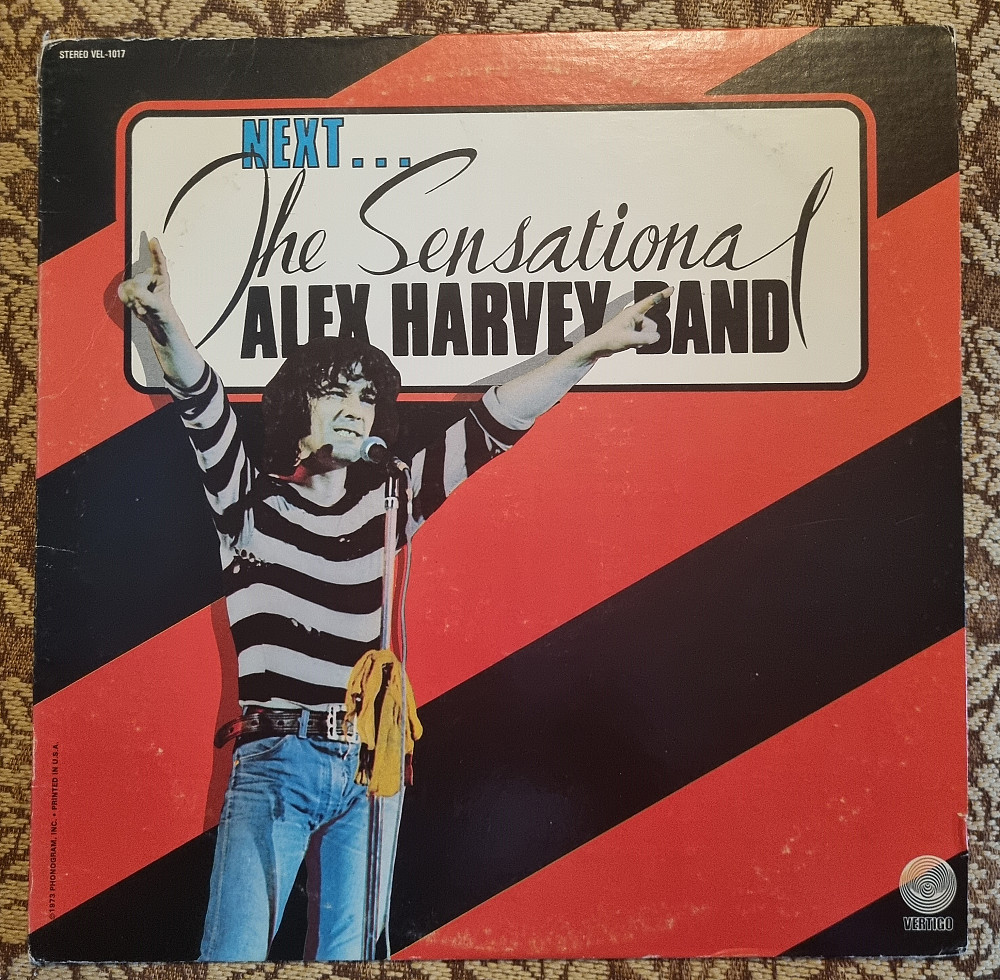 STEREO VEL-1017
NEXT...
The Sensational
ALEX HARVEY BAND
© 1973 PHONOGRAM, INC. • PRINTED IN U.S.A.
VERTIGO